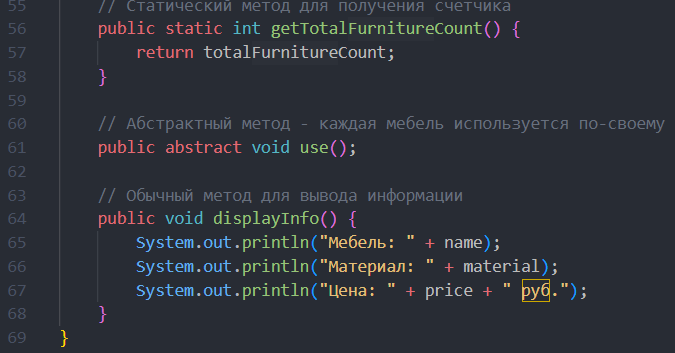 55 // Статический метод для получения счетчика
56 public static int getTotalFurnitureCount() {
57 return totalFurnitureCount;
58 }
59
60 // Абстрактный метод - каждая мебель используется по-своему
61 public abstract void use();
62
63 // Обычный метод для вывода информации
64 public void displayInfo() {
65 System.out.println("Мебель: " + name);
66 System.out.println("Материал: " + material);
67 System.out.println("Цена: " + price + " руб.");
68 }
69 }